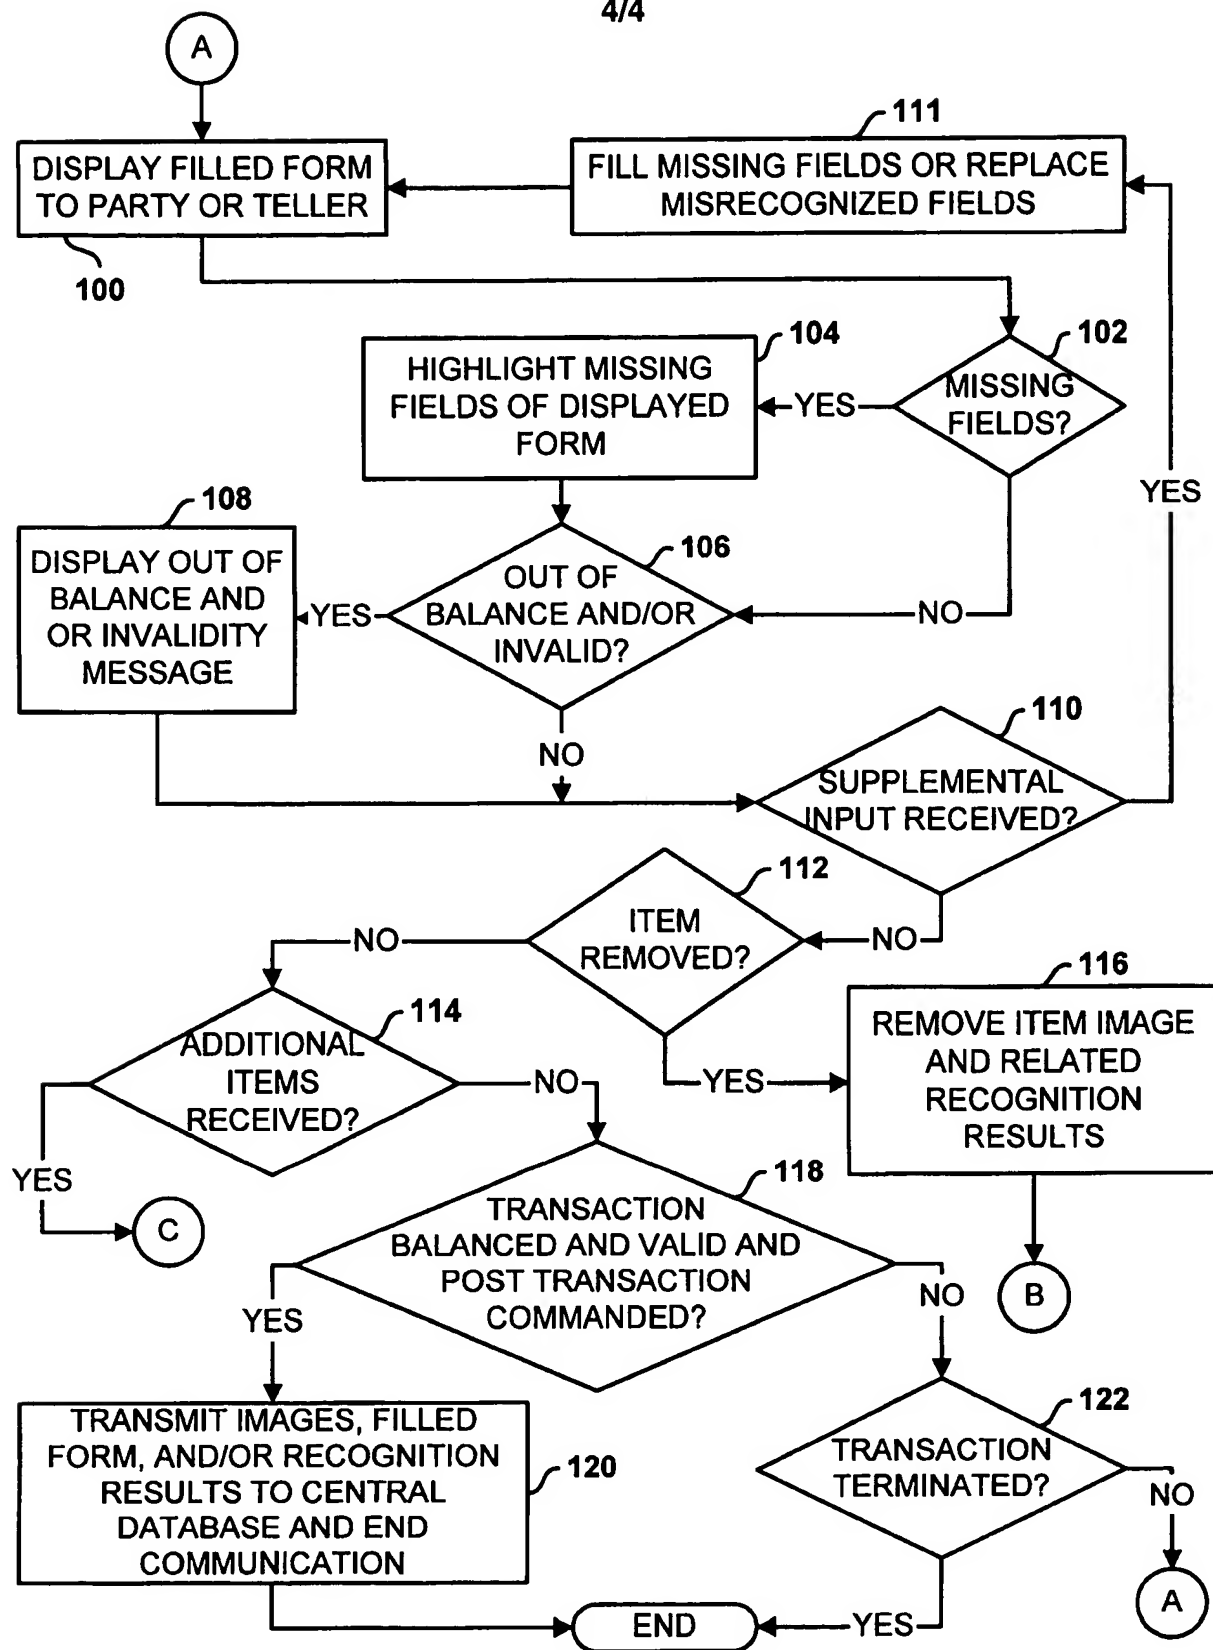 4/4
A
111
DISPLAY FILLED FORM
TO PARTY OR TELLER
FILL MISSING FIELDS OR REPLACE
MISRECOGNIZED FIELDS
100
104
102
HIGHLIGHT MISSING
FIELDS OF DISPLAYED
FORM
YES
MISSING
FIELDS?
YES
108
DISPLAY OUT OF
BALANCE AND
OR INVALIDITY
MESSAGE
YES
106
OUT OF
BALANCE AND/OR
INVALID?
NO
NO
110
SUPPLEMENTAL
INPUT RECEIVED?
112
ITEM
REMOVED?
NO
NO
116
114
ADDITIONAL
ITEMS
RECEIVED?
NO
YES
REMOVE ITEM IMAGE
AND RELATED
RECOGNITION
RESULTS
YES
C
118
TRANSACTION
BALANCED AND VALID AND
POST TRANSACTION
COMMANDED?
YES
NO
B
TRANSMIT IMAGES, FILLED
FORM, AND/OR RECOGNITION
RESULTS TO CENTRAL
DATABASE AND END
COMMUNICATION
120
122
TRANSACTION
TERMINATED?
NO
A
END
YES